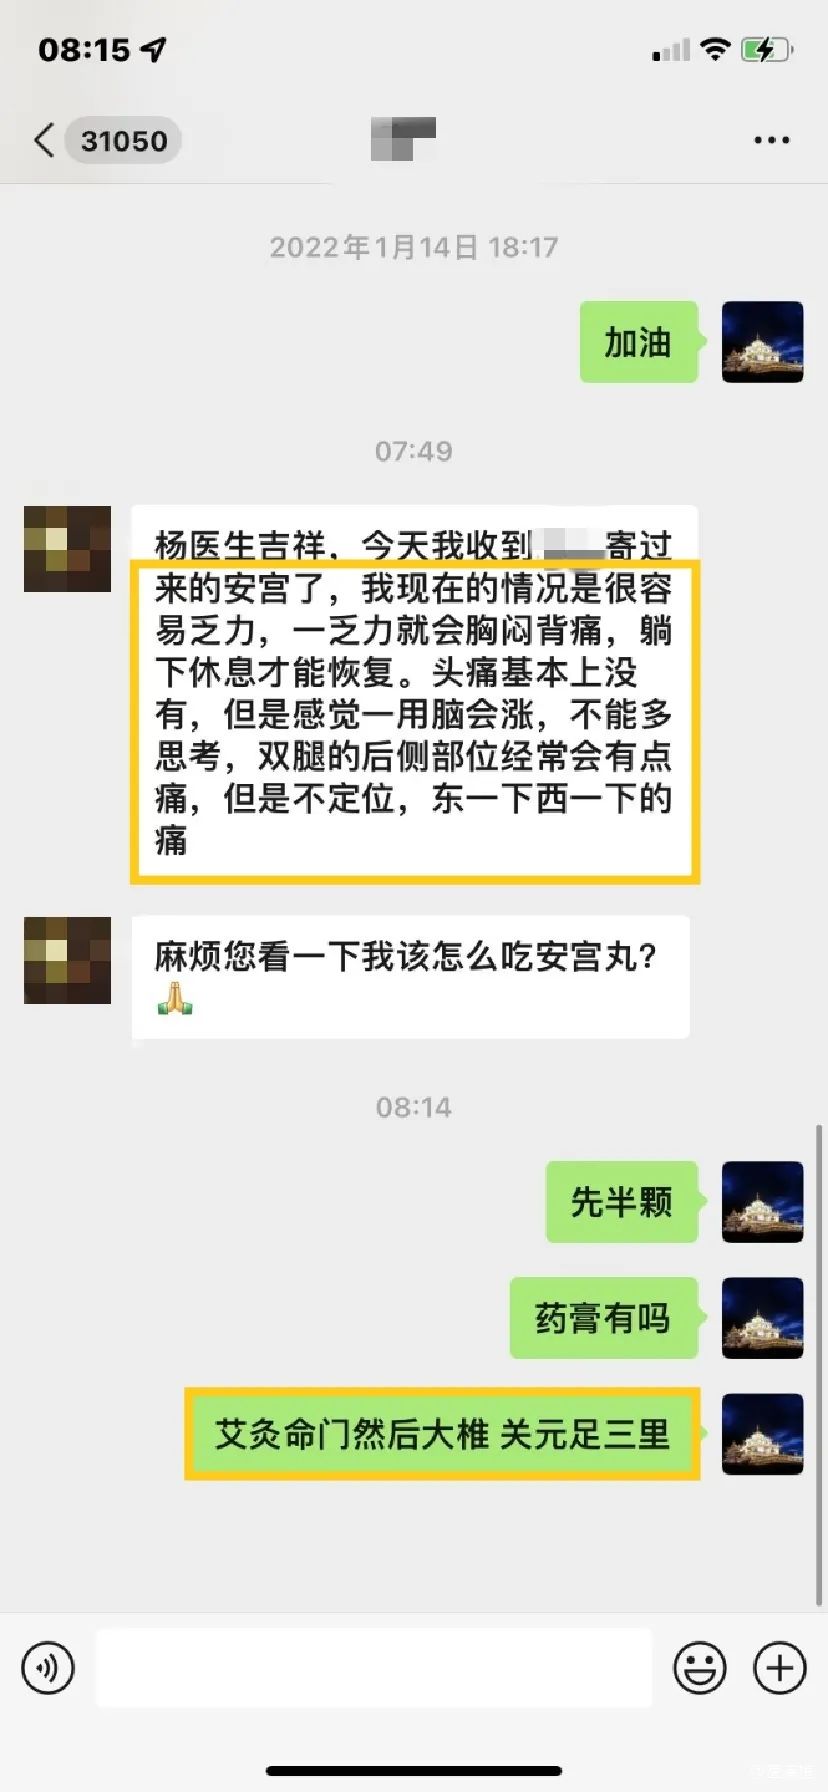 08:15
31050
2022年1月14日 18:17
加油
07:49
杨医生吉祥，今天我收到
寄过
来的安宫了，我现在的情况是很容
易乏力，一乏力就会胸闷背痛，躺
下休息才能恢复。头痛基本上没
有，但是感觉一用脑会涨，不能多
思考，双腿的后侧部位经常会有点
痛，但是不定位，东一下西一下的
痛
麻烦您看一下我该怎么吃安宫丸？
08:14
先半颗
药膏有吗
艾灸命门然后大椎 关元足三里